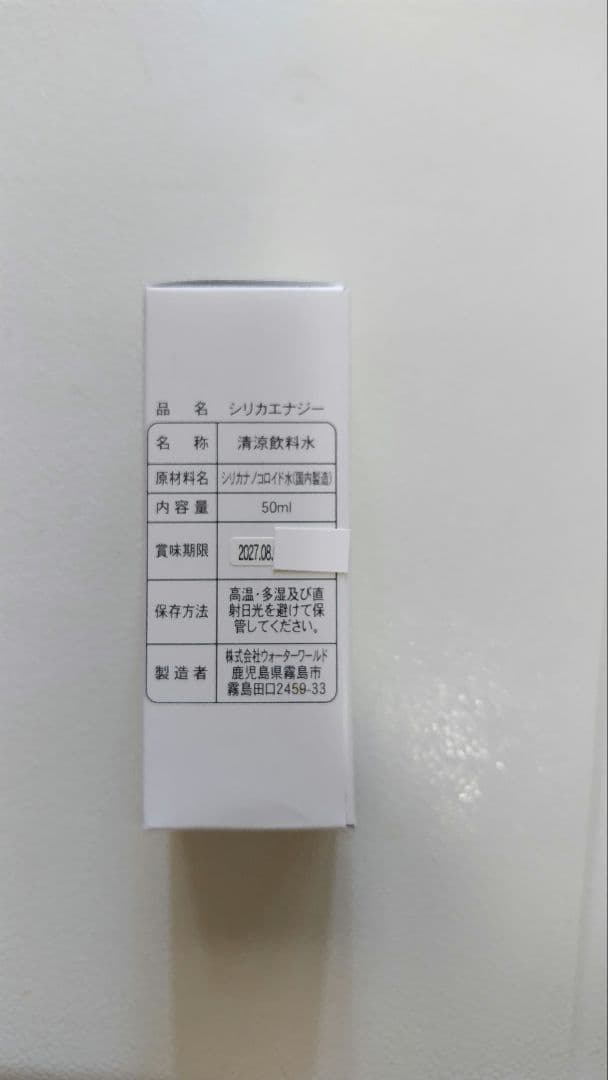 品名 シリカエナジー
名称 清涼飲料水
原材料名 シリカナノコロイド水(国内製造)
内容量 50ml
賞味期限 2027.08.
保存方法 高温・多湿及び直
射日光を避けて保
管してください。
製造者 株式会社ウォーターワールド
鹿児島県霧島市
霧島田口2459-33